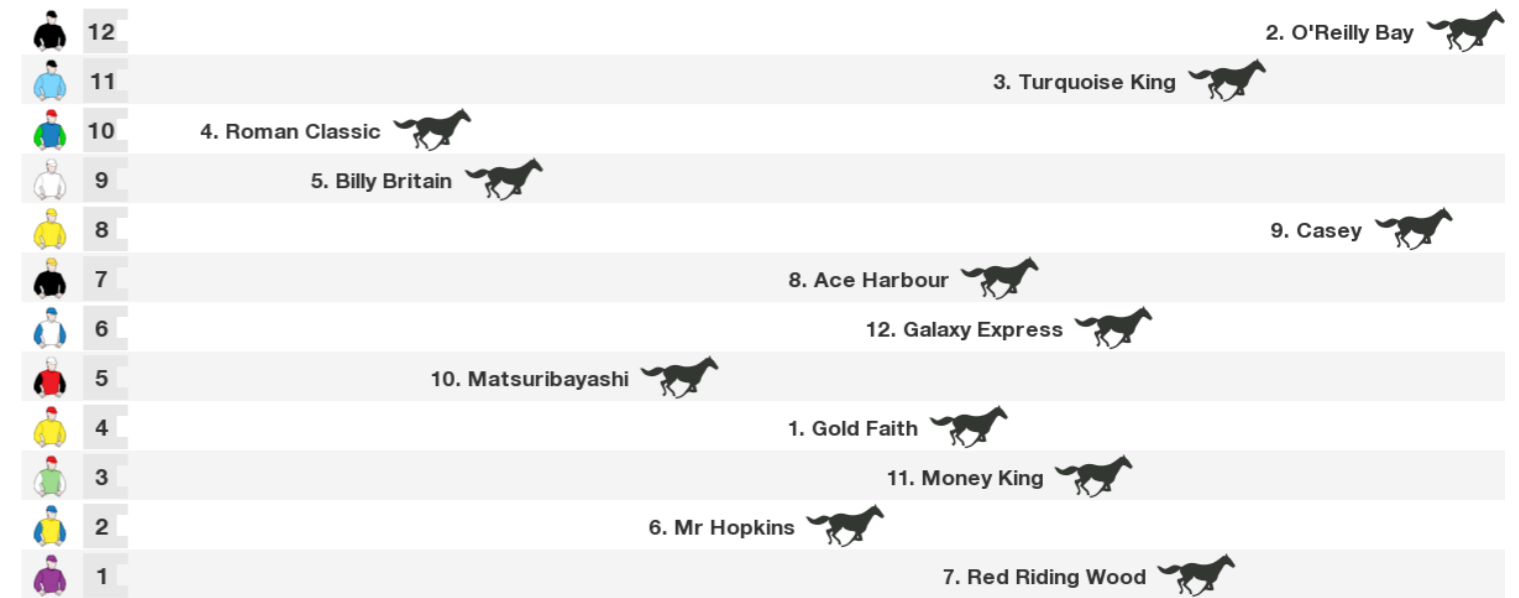 12 2. O'Reilly Bay
11 3. Turquoise King
10 4. Roman Classic
9 5. Billy Britain
8 9. Casey
7 8. Ace Harbour
6 12. Galaxy Express
5 10. Matsuribayashi
4 1. Gold Faith
3 11. Money King
2 6. Mr Hopkins
1 7. Red Riding Wood